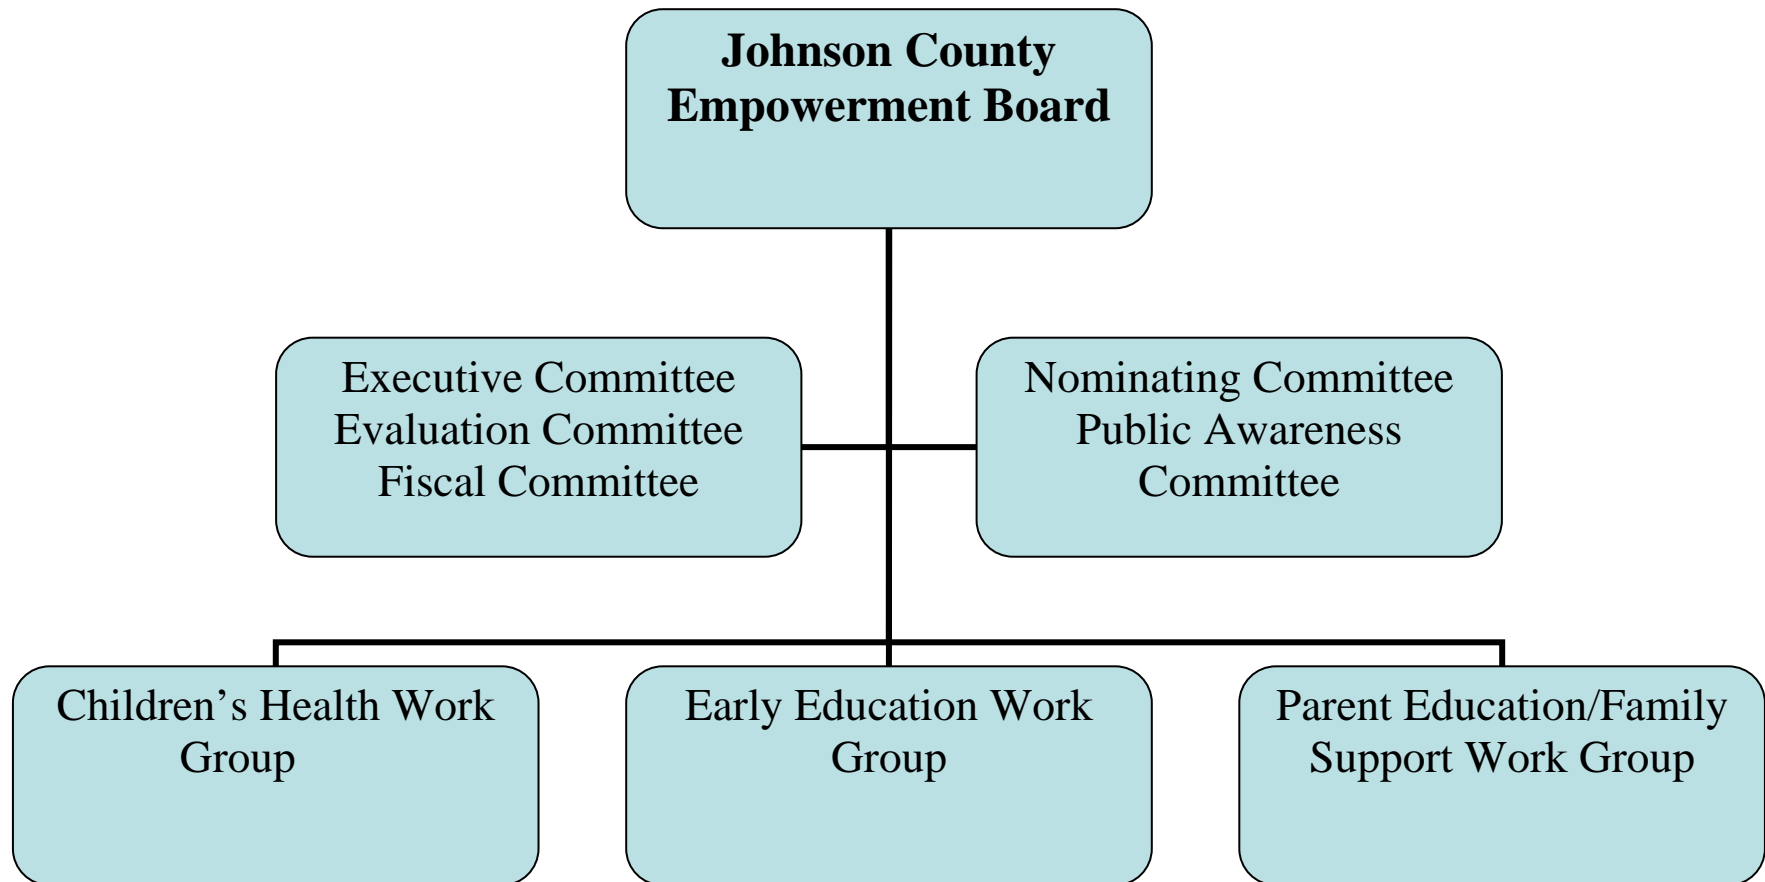 Johnson County
Empowerment Board
Executive Committee
Evaluation Committee
Fiscal Committee
Nominating Committee
Public Awareness
Committee
Children’s Health Work
Group
Early Education Work
Group
Parent Education/Family
Support Work Group